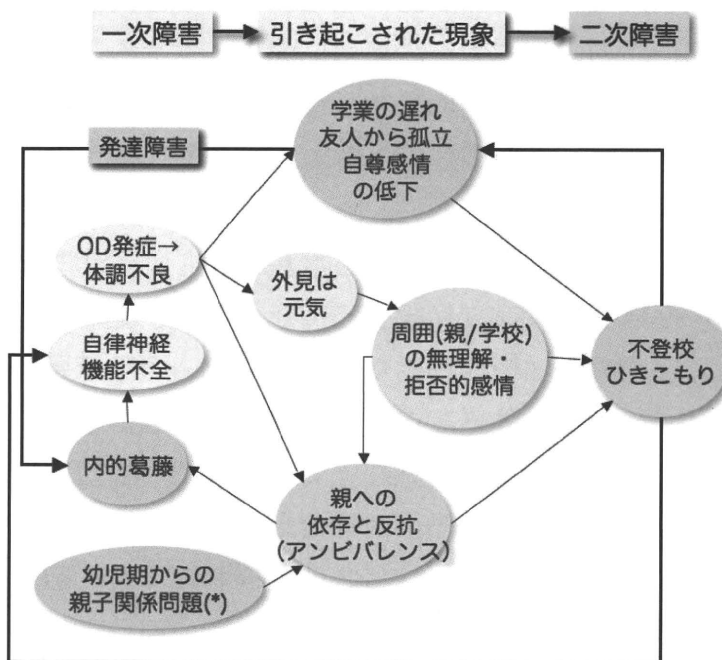 一次障害
引き起こされた現象
二次障害
学業の遅れ
友人から孤立
自尊感情
の低下
発達障害
OD発症→
体調不良
外見は
元気
自律神経
機能不全
周囲(親/学校)
の無理解・
拒否的感情
不登校
ひきこもり
内的葛藤
親への
依存と反抗
(アンビバレンス)
幼児期からの
親子関係問題(*)